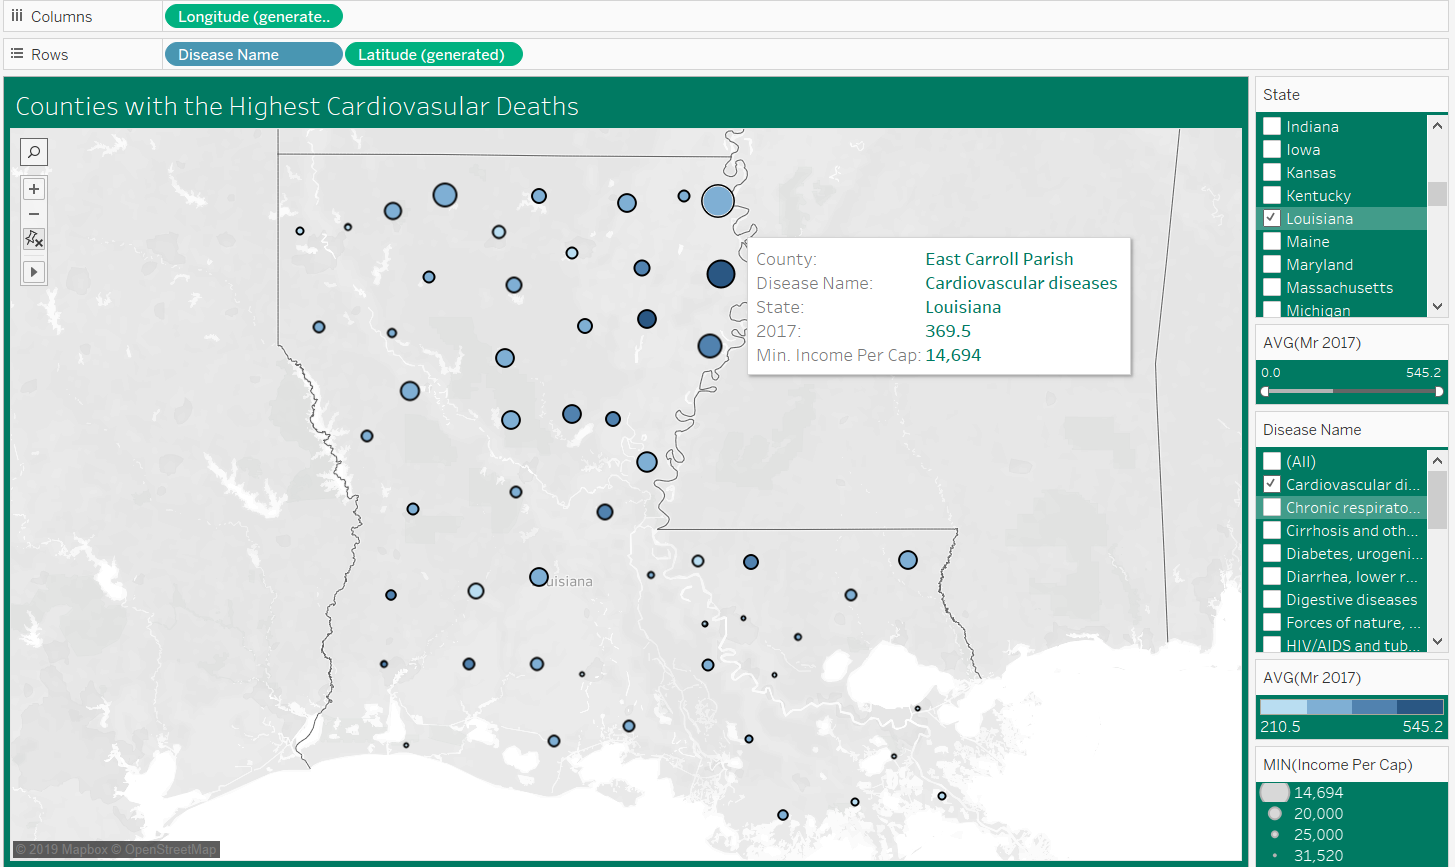 Columns
Longitude (generate..
Rows
Disease Name
Latitude (generated)
Counties with the Highest Cardiovasular Deaths
County: East Carroll Parish
Disease Name: Cardiovascular diseases
State: Louisiana
2017: 369.5
Min. Income Per Cap: 14,694
uisiana
© 2019 Mapbox © OpenStreetMap
State
Indiana
Iowa
Kansas
Kentucky
Louisiana
Maine
Maryland
Massachusetts
Michigan
AVG(Mr 2017)
0.0 545.2
Disease Name
(All)
Cardiovascular di...
Chronic respirato...
Cirrhosis and oth...
Diabetes, urogeni...
Diarrhea, lower r...
Digestive diseases
Forces of nature, ...
HIV/AIDS and tub...
AVG(Mr 2017)
210.5 545.2
MIN(Income Per Cap)
14,694
20,000
25,000
31,520